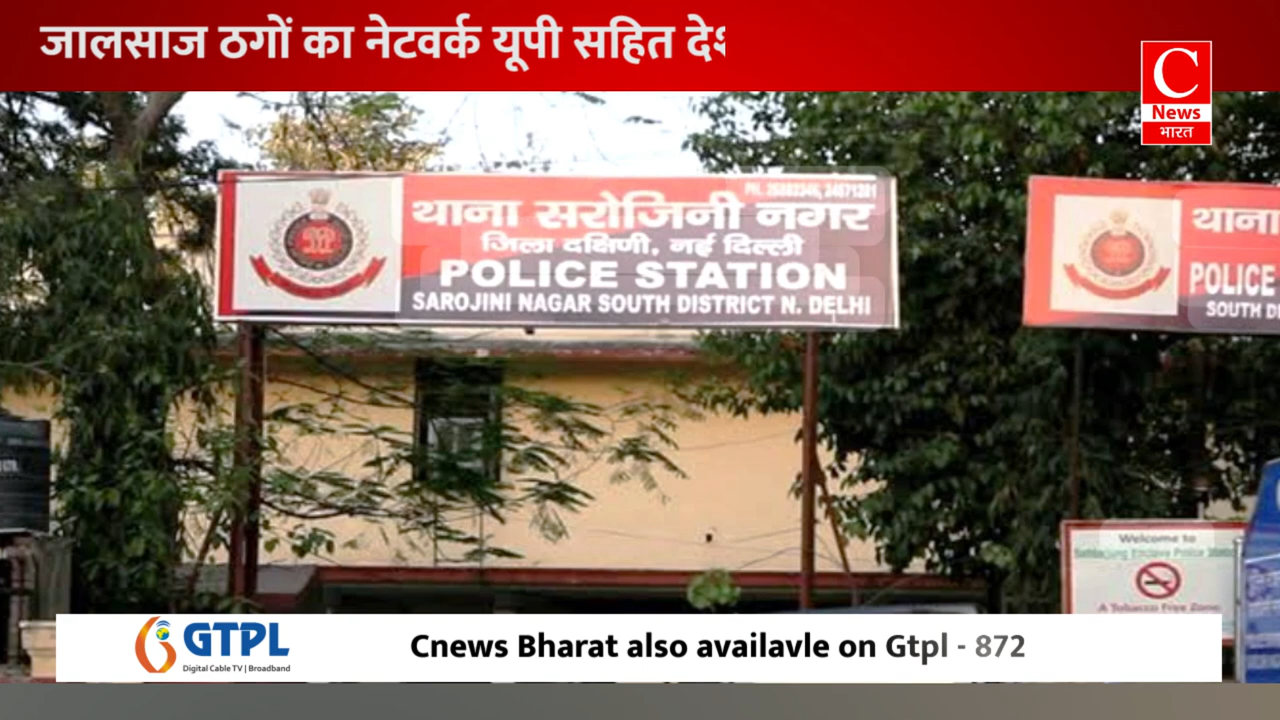 जालसाज ठगों का नेटवर्क यूपी सहित
C
News
भारत
थाना सरोजिनी नगर
जिला दक्षिणी, नई दिल्ली
POLICE STATION
SAROJINI NAGAR SOUTH DISTRICT N. DELHI
थाना
POLICE
SOUTH
Welcome to
A Tobacco Free Zone
GTPL
Digital Cable TV | Broadband
Cnews Bharat also availavle on Gtpl - 872